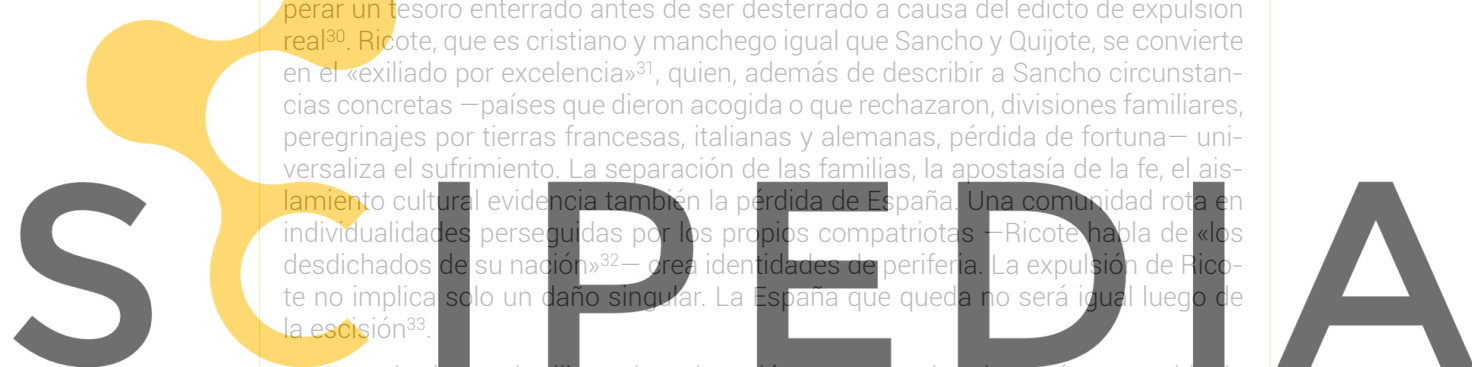 perar un tesoro enterrado antes de ser desterrado a causa del edicto de expulsión
real³⁰. Ricote, que es cristiano y manchego igual que Sancho y Quijote, se convierte
en el «exiliado por excelencia»³¹, quien, además de describir a Sancho circunstan-
cias concretas —países que dieron acogida o que rechazaron, divisiones familiares,
peregrinajes por tierras francesas, italianas y alemanas, pérdida de fortuna— uni-
versaliza el sufrimiento. La separación de las familias, la apostasía de la fe, el ais-
lamiento cultural evidencia también la pérdida de España. Una comunidad rota en
individualidades perseguidas por los propios compatriotas —Ricote habla de «los
desdichados de su nación»³²— crea identidades de periferia. La expulsión de Rico-
te no implica solo un daño singular. La España que queda no será igual luego de
la escisión³³.
SCIPEDIA